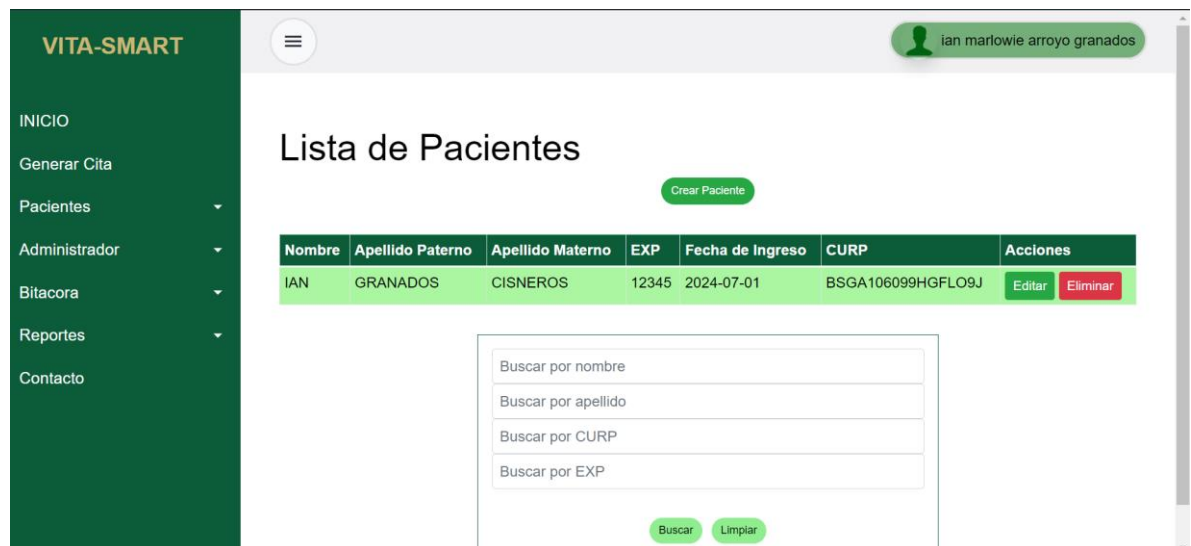 VITA-SMART
ian marlowie arroyo granados
INICIO
Generar Cita
Pacientes
Administrador
Bitacora
Reportes
Contacto
Lista de Pacientes
Crear Paciente
Nombre Apellido Paterno Apellido Materno EXP Fecha de Ingreso CURP Acciones
IAN GRANADOS CISNEROS 12345 2024-07-01 BSGA106099HGFLO9J Editar Eliminar
Buscar por nombre
Buscar por apellido
Buscar por CURP
Buscar por EXP
Buscar Limpiar